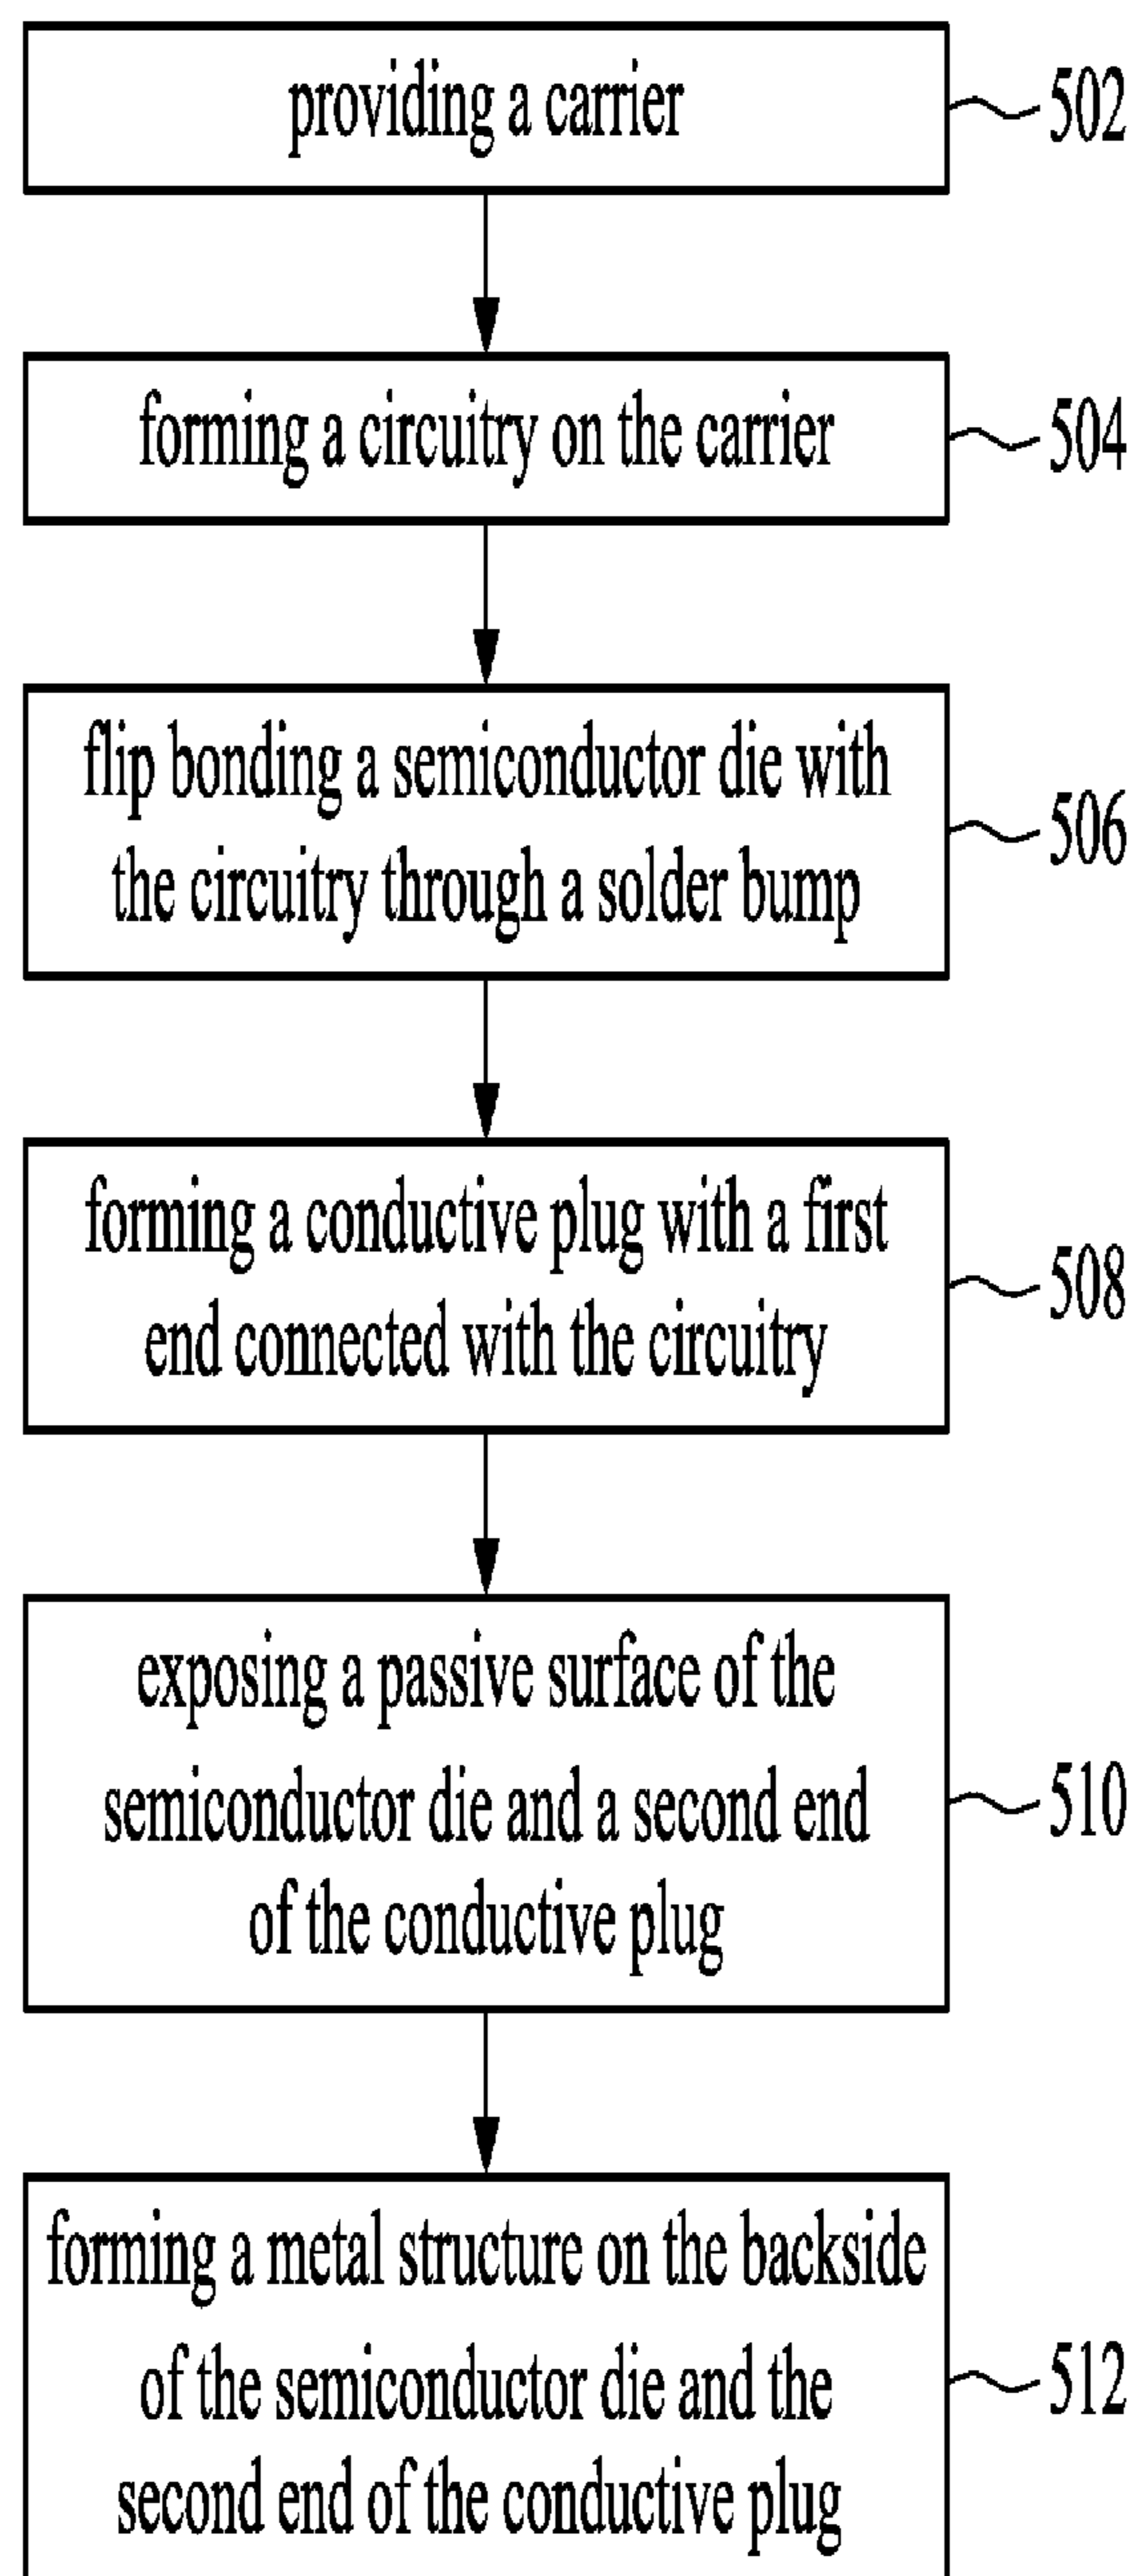 providing a carrier
502
forming a circuitry on the carrier
504
flip bonding a semiconductor die with
the circuitry through a solder bump
506
forming a conductive plug with a first
end connected with the circuitry
508
exposing a passive surface of the
semiconductor die and a second end
of the conductive plug
510
forming a metal structure on the backside
of the semiconductor die and the
second end of the conductive plug
512